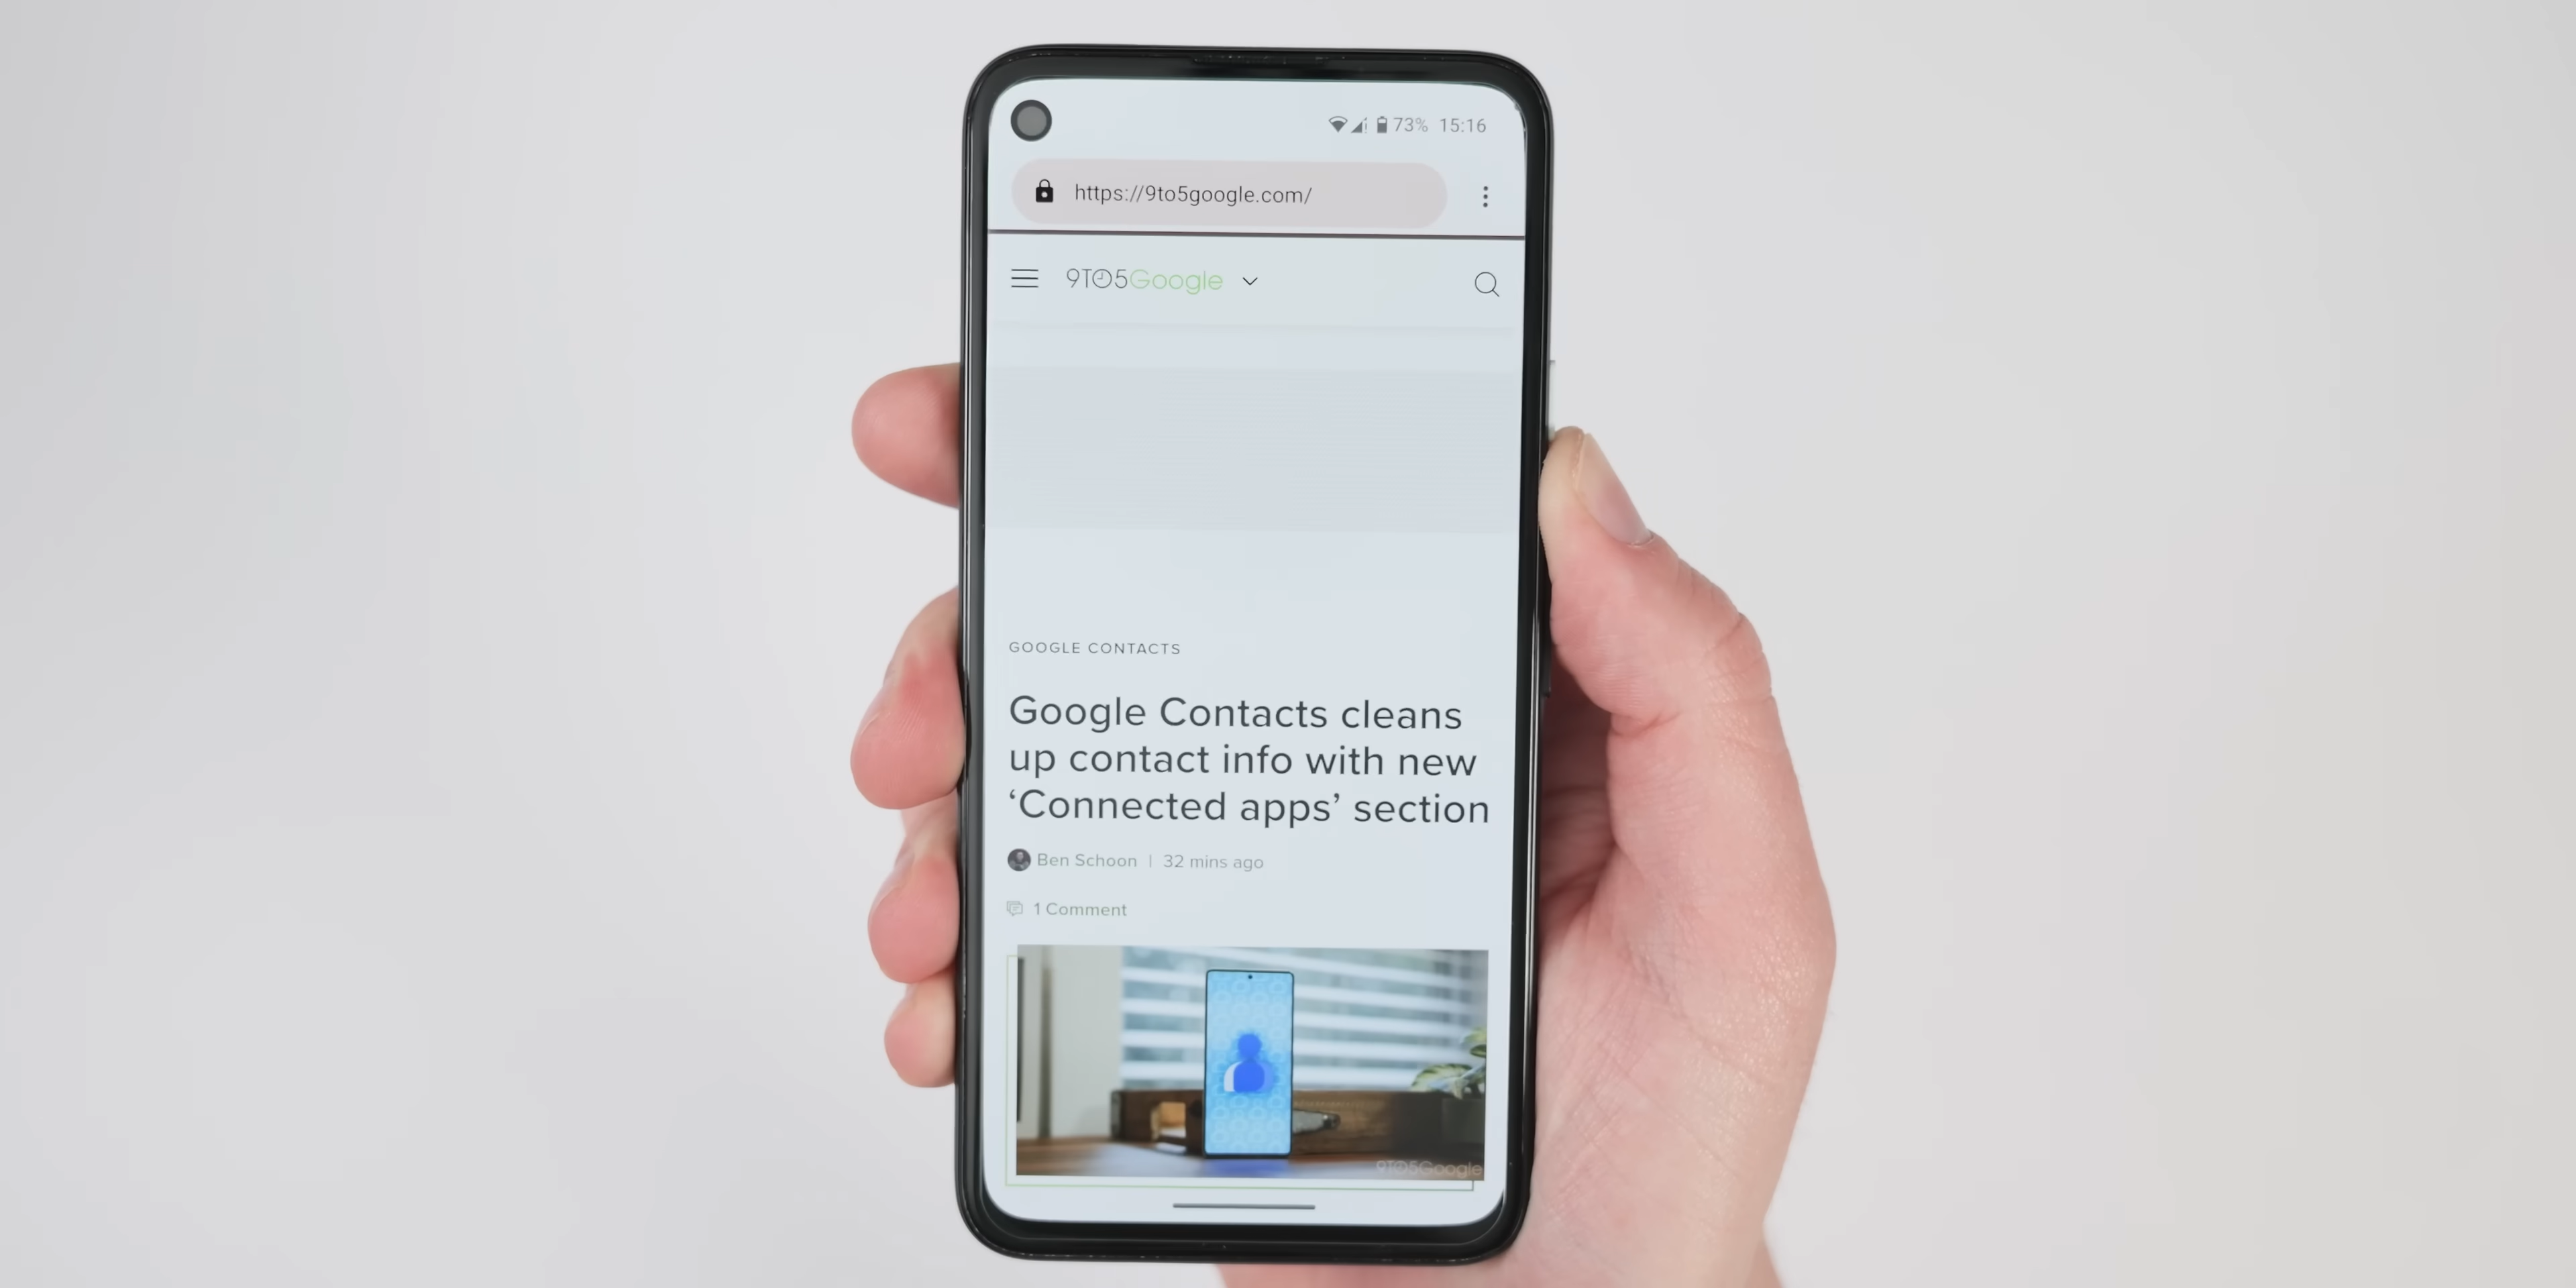 73% 15:16
https://9to5google.com/
9TO5Google
GOOGLE CONTACTS
Google Contacts cleans
up contact info with new
‘Connected apps’ section
Ben Schoon | 32 mins ago
1 Comment
9TO5Google